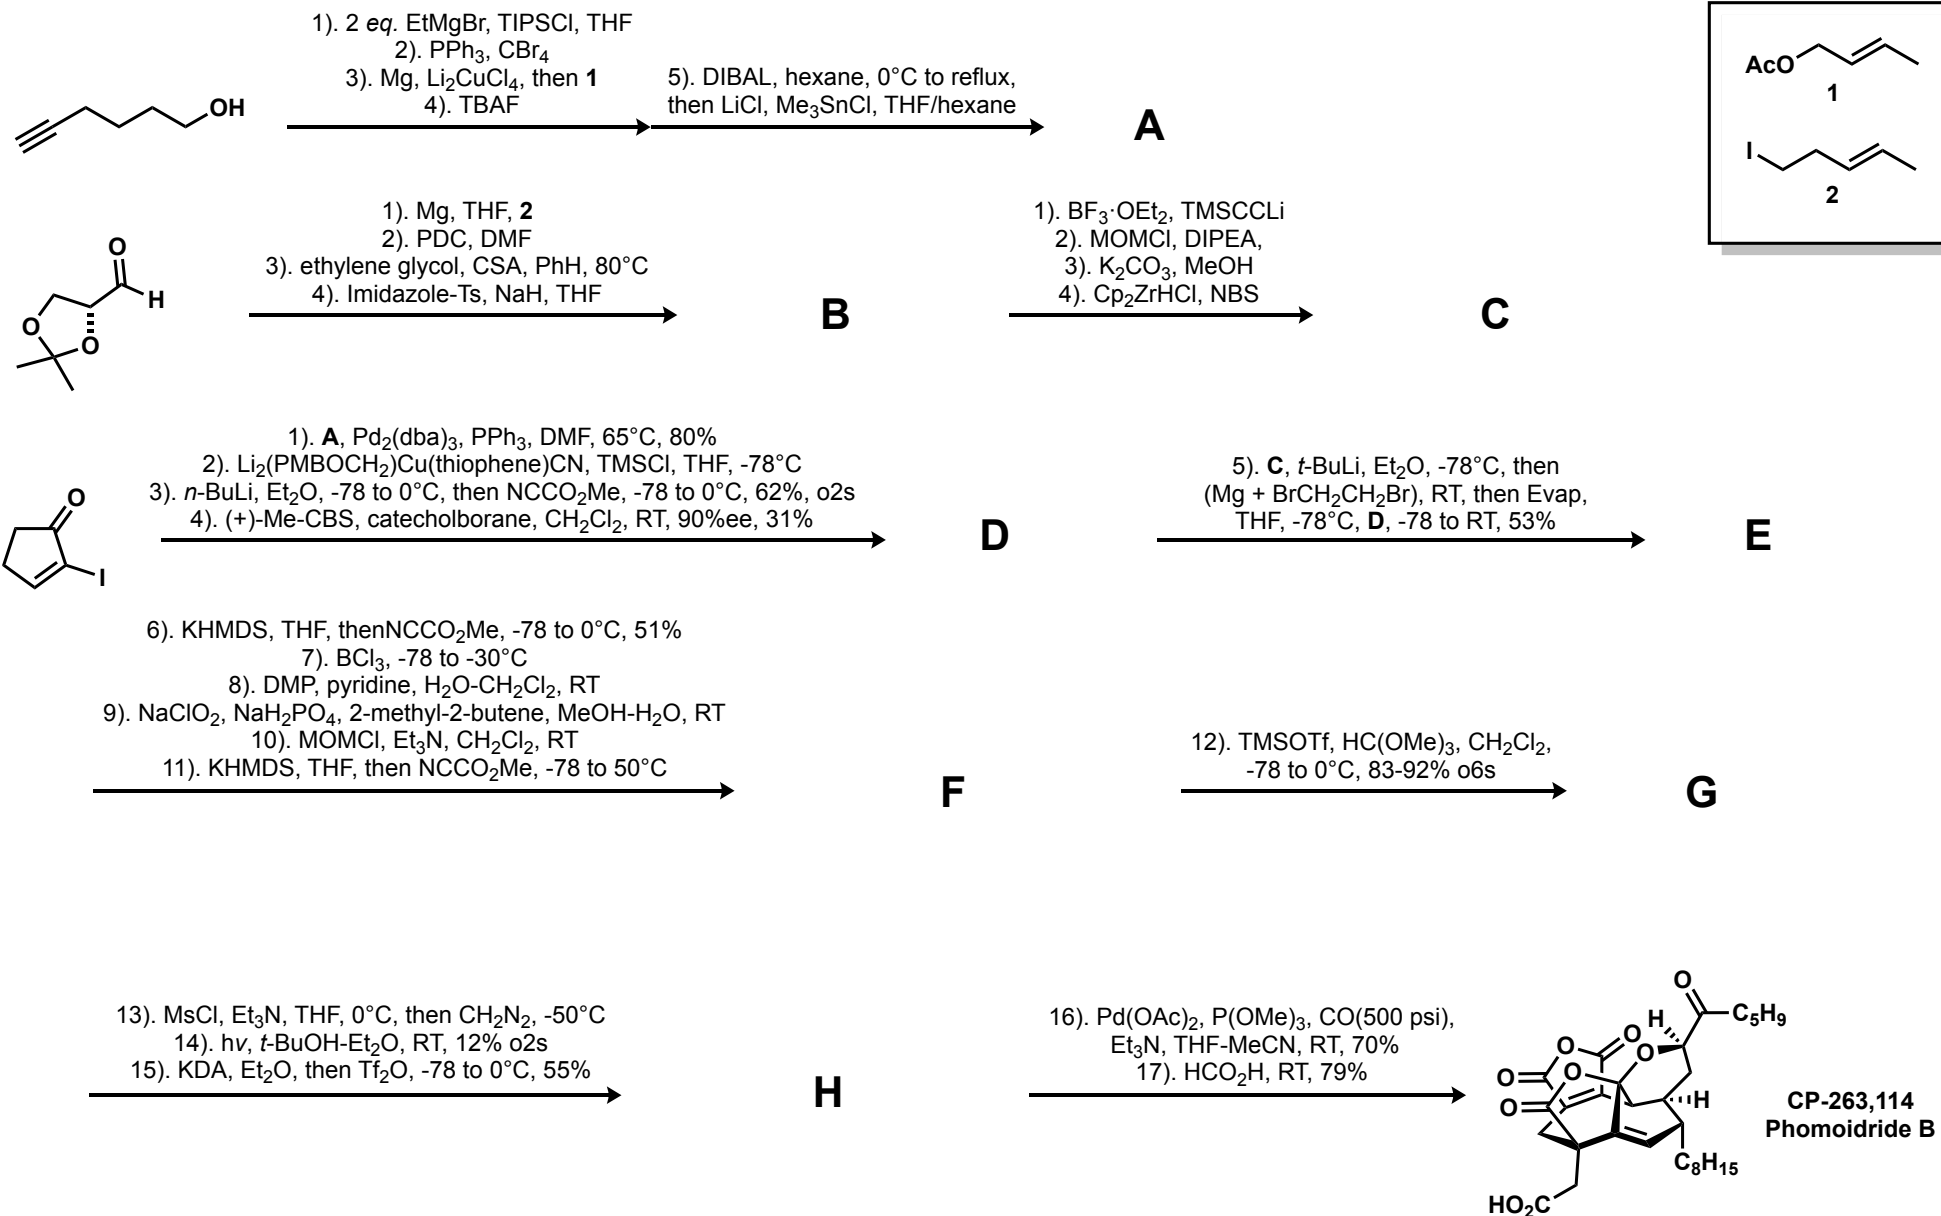 1). 2 eq. EtMgBr, TIPSCl, THF
2). PPh3, CBr4
3). Mg, Li2CuCl4, then 1
4). TBAF
5). DIBAL, hexane, 0°C to reflux,
then LiCl, Me3SnCl, THF/hexane
OH
A
AcO
1
I
2
1). Mg, THF, 2
2). PDC, DMF
3). ethylene glycol, CSA, PhH, 80°C
4). Imidazole-Ts, NaH, THF
O
H
O
O
B
1). BF3·OEt2, TMSCCLi
2). MOMCl, DIPEA,
3). K2CO3, MeOH
4). Cp2ZrHCl, NBS
C
1). A, Pd2(dba)3, PPh3, DMF, 65°C, 80%
2). Li2(PMBOCH2)Cu(thiophene)CN, TMSCl, THF, -78°C
3). n-BuLi, Et2O, -78 to 0°C, then NCCO2Me, -78 to 0°C, 62%, o2s
4). (+)-Me-CBS, catecholborane, CH2Cl2, RT, 90%ee, 31%
O
I
D
5). C, t-BuLi, Et2O, -78°C, then
(Mg + BrCH2CH2Br), RT, then Evap,
THF, -78°C, D, -78 to RT, 53%
E
6). KHMDS, THF, thenNCCO2Me, -78 to 0°C, 51%
7). BCl3, -78 to -30°C
8). DMP, pyridine, H2O-CH2Cl2, RT
9). NaClO2, NaH2PO4, 2-methyl-2-butene, MeOH-H2O, RT
10). MOMCl, Et3N, CH2Cl2, RT
11). KHMDS, THF, then NCCO2Me, -78 to 50°C
F
12). TMSOTf, HC(OMe)3, CH2Cl2,
-78 to 0°C, 83-92% o6s
G
13). MsCl, Et3N, THF, 0°C, then CH2N2, -50°C
14). hv, t-BuOH-Et2O, RT, 12% o2s
15). KDA, Et2O, then Tf2O, -78 to 0°C, 55%
H
16). Pd(OAc)2, P(OMe)3, CO(500 psi),
Et3N, THF-MeCN, RT, 70%
17). HCO2H, RT, 79%
O
H
C5H9
O
O
O
O
O
O
H
C8H15
HO2C
CP-263,114
Phomoidride B